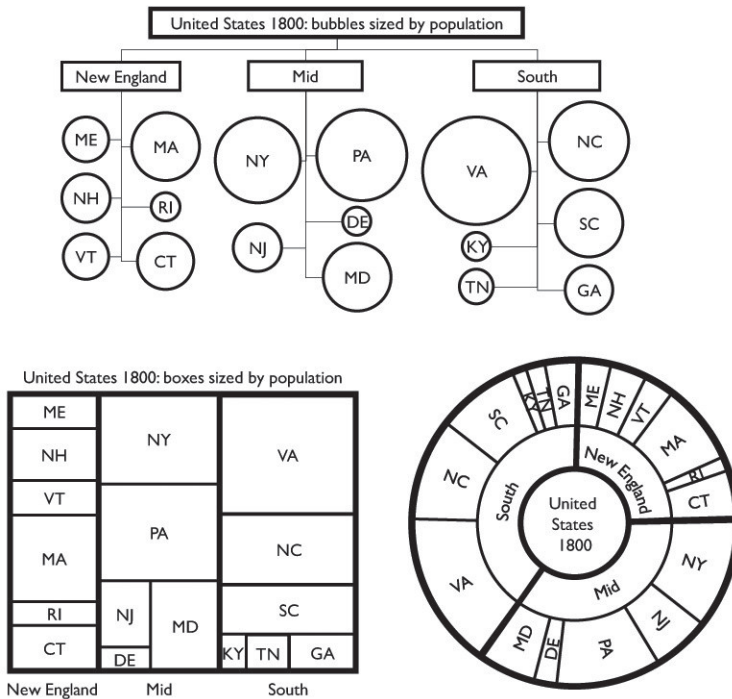 United States 1800: bubbles sized by population
New England
Mid
South
ME
MA
NH
RI
VT
CT
NY
PA
NJ
DE
MD
VA
NC
KY
SC
TN
GA
United States 1800: boxes sized by population
ME
NH
VT
MA
RI
CT
NY
PA
NJ
DE
MD
VA
NC
SC
KY
TN
GA
New England
Mid
South
United
States
1800
New England
Mid
South
ME
NH
VT
MA
RI
CT
NY
NJ
PA
DE
MD
VA
NC
SC
KY
TN
GA